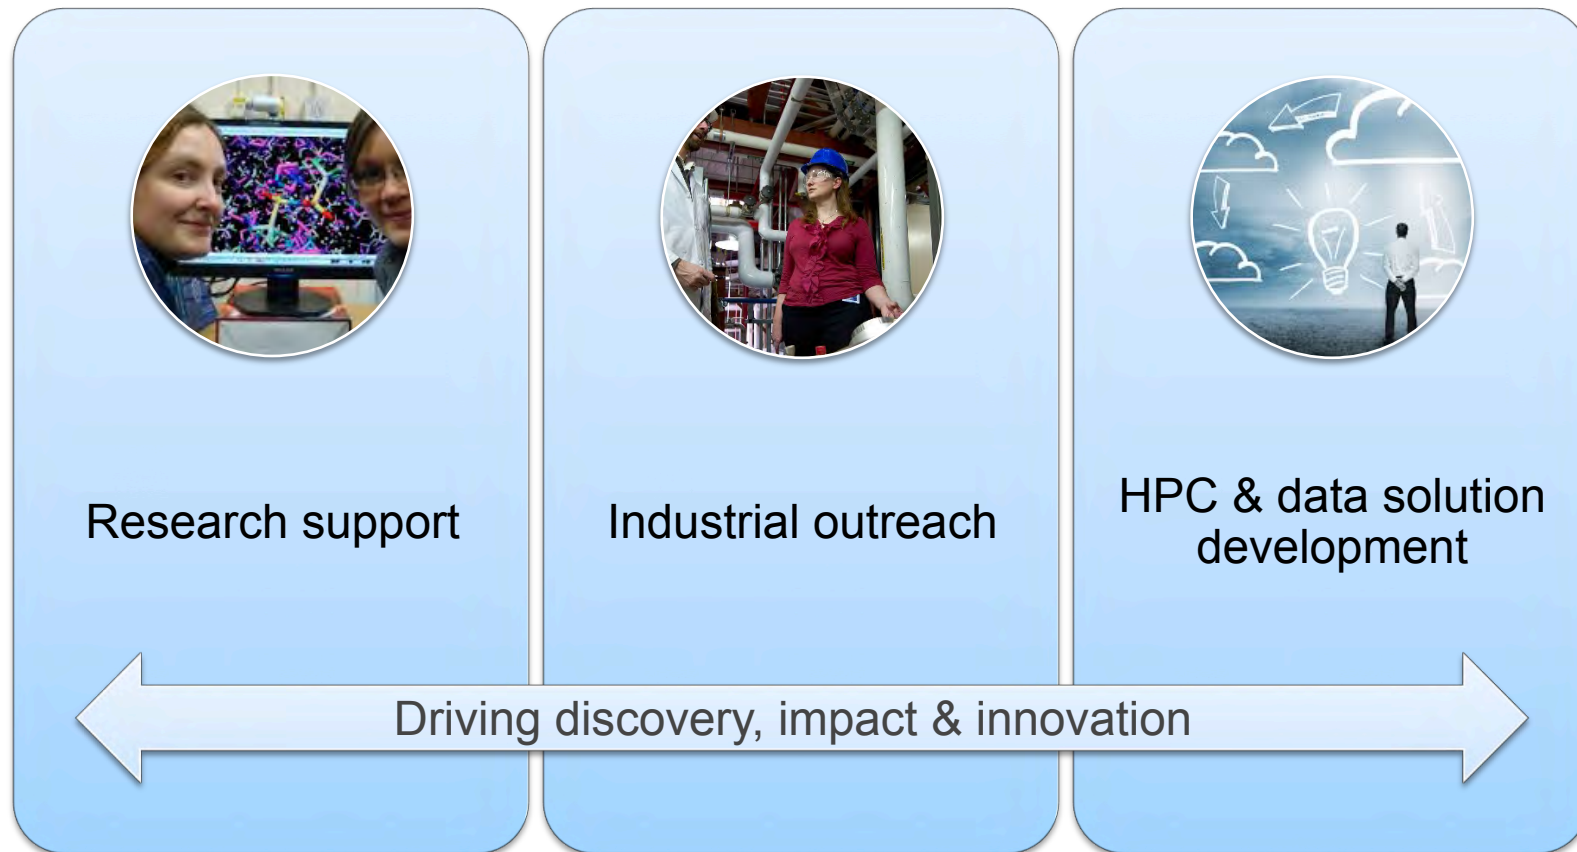 Research support
Industrial outreach
HPC & data solution
development
Driving discovery, impact & innovation